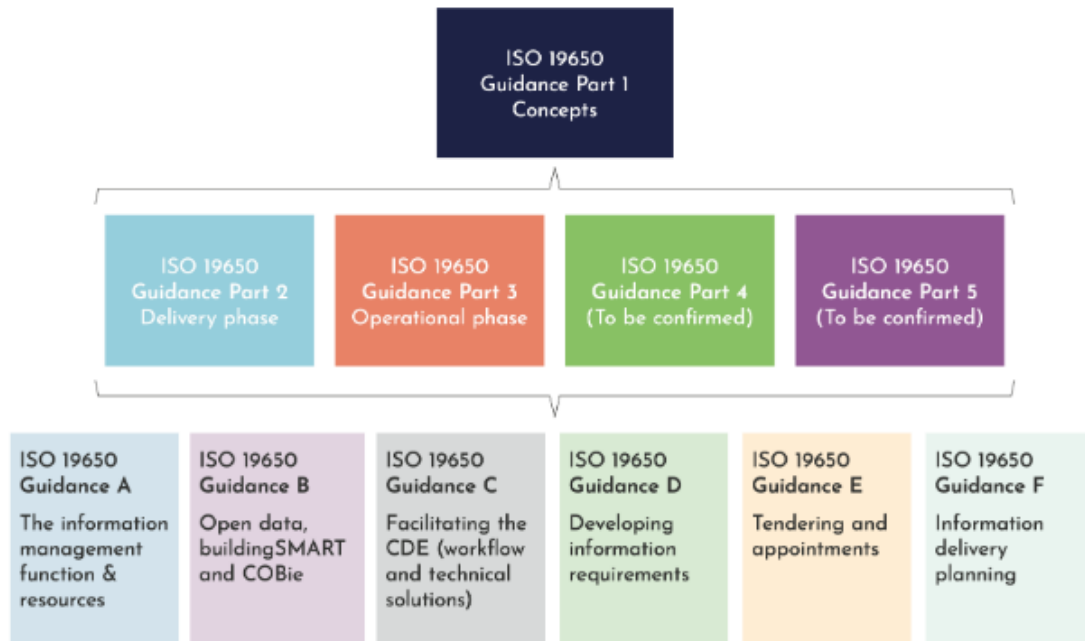 ISO 19650
Guidance Part 1
Concepts
ISO 19650
Guidance Part 2
Delivery phase
ISO 19650
Guidance Part 3
Operational phase
ISO 19650
Guidance Part 4
(To be confirmed)
ISO 19650
Guidance Part 5
(To be confirmed)
ISO 19650
Guidance A
The information
management
function &
resources
ISO 19650
Guidance B
Open data,
buildingSMART
and COBie
ISO 19650
Guidance C
Facilitating the
CDE (workflow
and technical
solutions)
ISO 19650
Guidance D
Developing
information
requirements
ISO 19650
Guidance E
Tendering and
appointments
ISO 19650
Guidance F
Information
delivery
planning